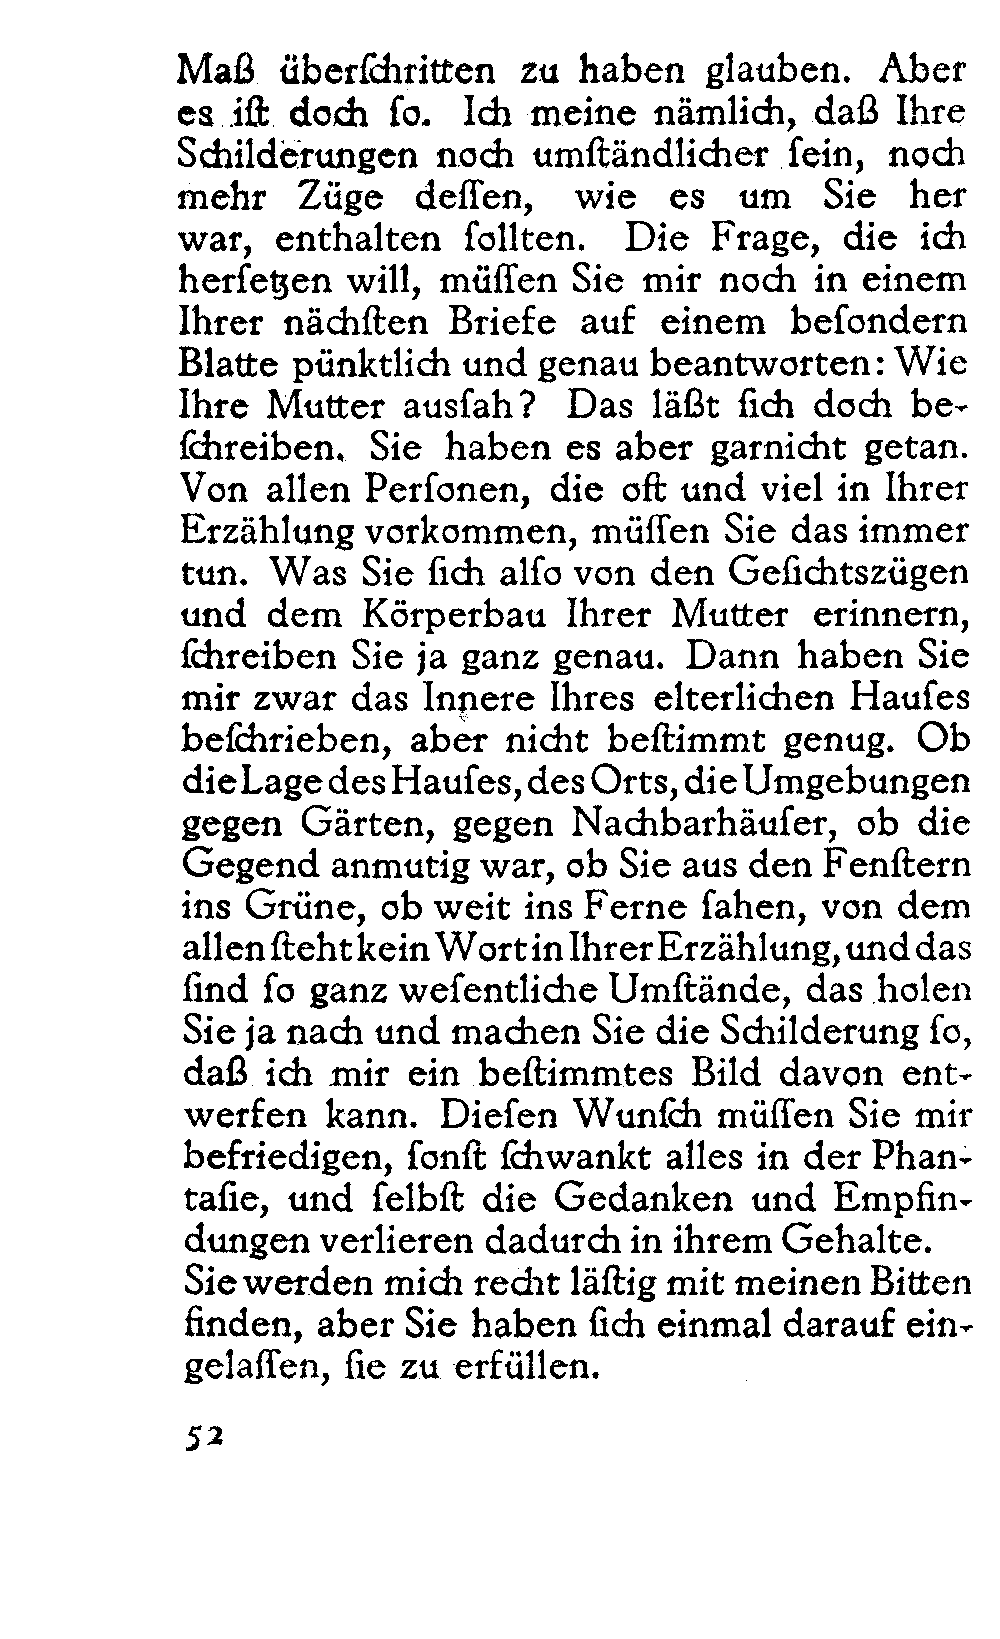 Maß überſchritten zu haben glauben. Aber
es iſt doch ſo. Ich meine nämlich, daß Ihre
Schilderungen noch umſtändlicher ſein, noch
mehr Züge deſſen, wie es um Sie her
war, enthalten ſollten. Die Frage, die ich
herſetzen will, müſſen Sie mir noch in einem
Ihrer nächſten Briefe auf einem beſondern
Blatte pünktlich und genau beantworten: Wie
Ihre Mutter ausſah? Das läßt ſich doch be-
ſchreiben. Sie haben es aber garnicht getan.
Von allen Perſonen, die oft und viel in Ihrer
Erzählung vorkommen, müſſen Sie das immer
tun. Was Sie ſich alſo von den Geſichtszügen
und dem Körperbau Ihrer Mutter erinnern,
ſchreiben Sie ja ganz genau. Dann haben Sie
mir zwar das Innere Ihres elterlichen Hauſes
beſchrieben, aber nicht beſtimmt genug. Ob
die Lage des Hauſes, des Orts, die Umgebungen
gegen Gärten, gegen Nachbarhäuſer, ob die
Gegend anmutig war, ob Sie aus den Fenſtern
ins Grüne, ob weit ins Ferne ſahen, von dem
allen ſteht kein Wort in Ihrer Erzählung, und das
ſind ſo ganz weſentliche Umſtände, das holen
Sie ja nach und machen Sie die Schilderung ſo,
daß ich mir ein beſtimmtes Bild davon ent-
werfen kann. Dieſen Wunſch müſſen Sie mir
befriedigen, ſonſt ſchwankt alles in der Phan-
taſie, und ſelbſt die Gedanken und Empfin-
dungen verlieren dadurch in ihrem Gehalte.
Sie werden mich recht läſtig mit meinen Bitten
finden, aber Sie haben ſich einmal darauf ein-
gelaſſen, ſie zu erfüllen.
52